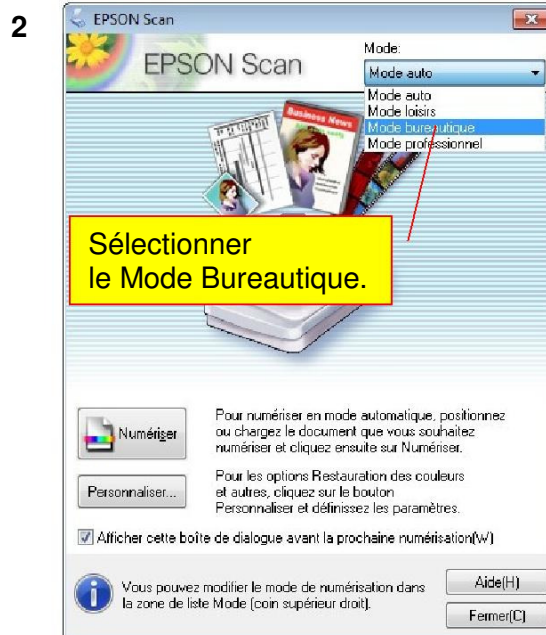 2
EPSON Scan
EPSON Scan
Mode:
Mode auto
Mode auto
Mode loisirs
Mode bureautique
Mode professionnel
Business News
Sélectionner
le Mode Bureautique.
Numériser
Pour numériser en mode automatique, positionnez
ou chargez le document que vous souhaitez
numériser et cliquez ensuite sur Numériser.
Personnaliser...
Pour les options Restauration des couleurs
et autres, cliquez sur le bouton
Personnaliser et définissez les paramètres.
Afficher cette boîte de dialogue avant la prochaine numérisation(W)
Vous pouvez modifier le mode de numérisation dans
la zone de liste Mode (coin supérieur droit).
Aide(H)
Fermer(C)